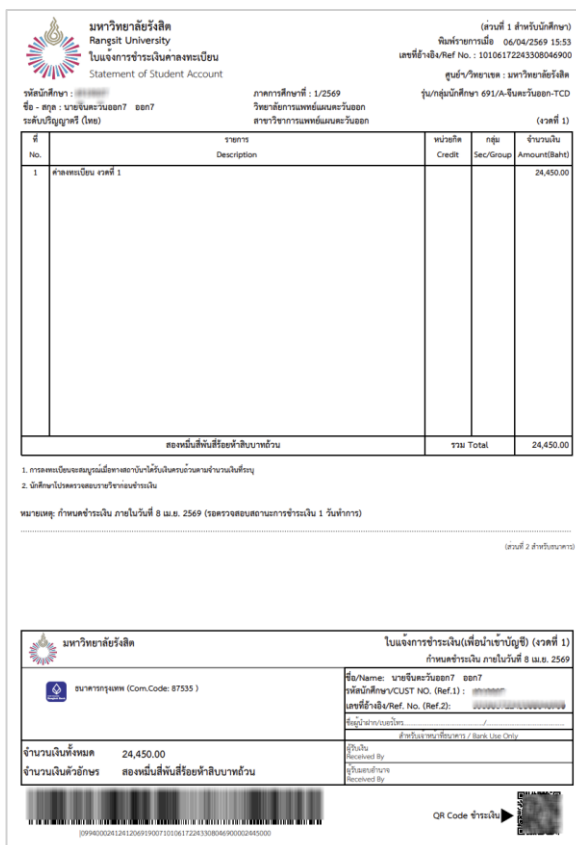 มหาวิทยาลัยรังสิต
Rangsit University
ใบแจ้งการชำระเงินค่าลงทะเบียน
Statement of Student Account
(ส่วนที่ 1 สำหรับนักศึกษา)
พิมพ์รายการเมื่อ 06/04/2569 15:53
เลขที่อ้างอิง/Ref No. : 10106172243308046900
ศูนย์ฯ/วิทยาเขต : มหาวิทยาลัยรังสิต
รหัสนักศึกษา :
ภาคการศึกษาที่ : 1/2569
รุ่น/กลุ่มนักศึกษา 691/A-จีนตะวันออก-TCD
ชื่อ - สกุล : นายจีนตะวันออก7 ออก7
วิทยาลัยการแพทย์แผนตะวันออก
ระดับปริญญาตรี (ไทย)
สาขาวิชาการแพทย์แผนตะวันออก
(งวดที่ 1)
ที่ รายการ หน่วยกิต กลุ่ม จำนวนเงิน
No. Description Credit Sec/Group Amount(Baht)
1 ค่าลงทะเบียน งวดที่ 1 24,450.00
สองหมื่นสี่พันสี่ร้อยห้าสิบบาทถ้วน รวม Total 24,450.00
1. การลงทะเบียนจะสมบูรณ์เมื่อทางสถาบันฯได้รับเงินครบถ้วนตามจำนวนเงินที่ระบุ
2. นักศึกษาโปรดตรวจสอบรายวิชาก่อนชำระเงิน
หมายเหตุ: กำหนดชำระเงิน ภายในวันที่ 8 เม.ย. 2569 (รอตรวจสอบสถานะการชำระเงิน 1 วันทำการ)
(ส่วนที่ 2 สำหรับธนาคาร)
มหาวิทยาลัยรังสิต
ใบแจ้งการชำระเงิน(เพื่อนำเข้าบัญชี) (งวดที่ 1)
กำหนดชำระเงิน ภายในวันที่ 8 เม.ย. 2569
ธนาคารกรุงเทพ (Com.Code: 87535 )
ชื่อ/Name: นายจีนตะวันออก7 ออก7
รหัสนักศึกษา/CUST NO. (Ref.1) :
เลขที่อ้างอิง/Ref. No. (Ref.2):
ชื่อผู้นำฝาก/เบอร์โทร............/............
สำหรับเจ้าหน้าที่ธนาคาร / Bank Use Only
ผู้รับเงิน
Received By
ผู้รับมอบอำนาจ
Received By
จำนวนเงินทั้งหมด 24,450.00
จำนวนเงินตัวอักษร สองหมื่นสี่พันสี่ร้อยห้าสิบบาทถ้วน
QR Code ชำระเงิน